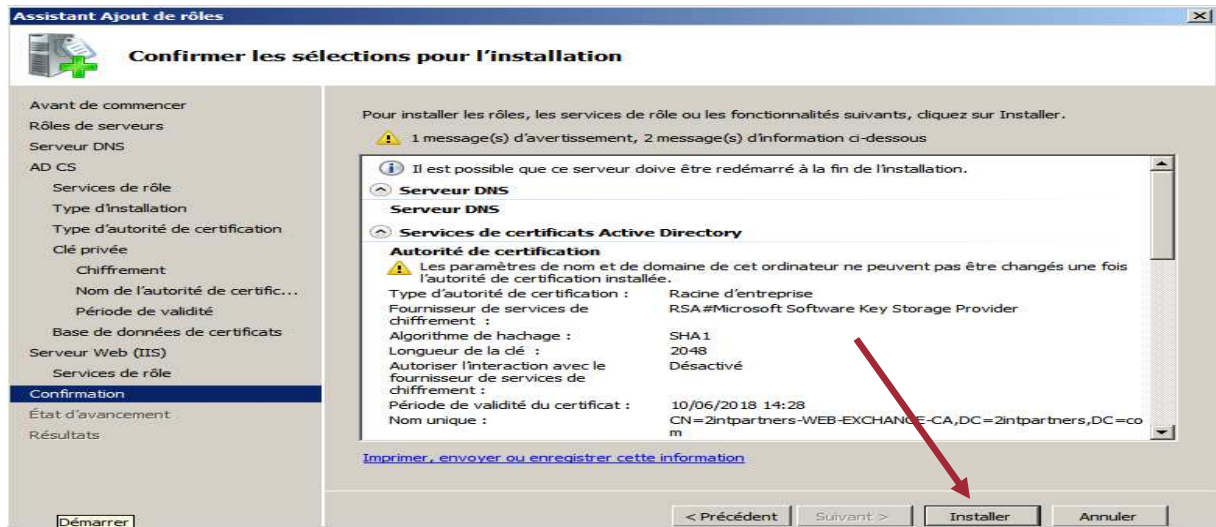 Assistant Ajout de rôles
Confirmer les sélections pour l'installation
Avant de commencer
Rôles de serveurs
Serveur DNS
AD CS
Services de rôle
Type d'installation
Type d'autorité de certification
Clé privée
Chiffrement
Nom de l'autorité de certific...
Période de validité
Base de données de certificats
Serveur Web (IIS)
Services de rôle
Confirmation
État d'avancement
Résultats
Pour installer les rôles, les services de rôle ou les fonctionnalités suivants, cliquez sur Installer.
1 message(s) d'avertissement, 2 message(s) d'information ci-dessous
Il est possible que ce serveur doive être redémarré à la fin de l'installation.
Serveur DNS
Serveur DNS
Services de certificats Active Directory
Autorité de certification
Les paramètres de nom et de domaine de cet ordinateur ne peuvent pas être changés une fois
l'autorité de certification installée.
Type d'autorité de certification : Racine d'entreprise
Fournisseur de services de RSA#Microsoft Software Key Storage Provider
chiffrement :
Algorithme de hachage : SHA1
Longueur de la clé : 2048
Autoriser l'interaction avec le Désactivé
fournisseur de services de
chiffrement :
Période de validité du certificat : 10/06/2018 14:28
Nom unique : CN=2intpartners-WEB-EXCHANGE-CA,DC=2intpartners,DC=co
m
Imprimer, envoyer ou enregistrer cette information
< Précédent Suivant > Installer Annuler
Démarrer